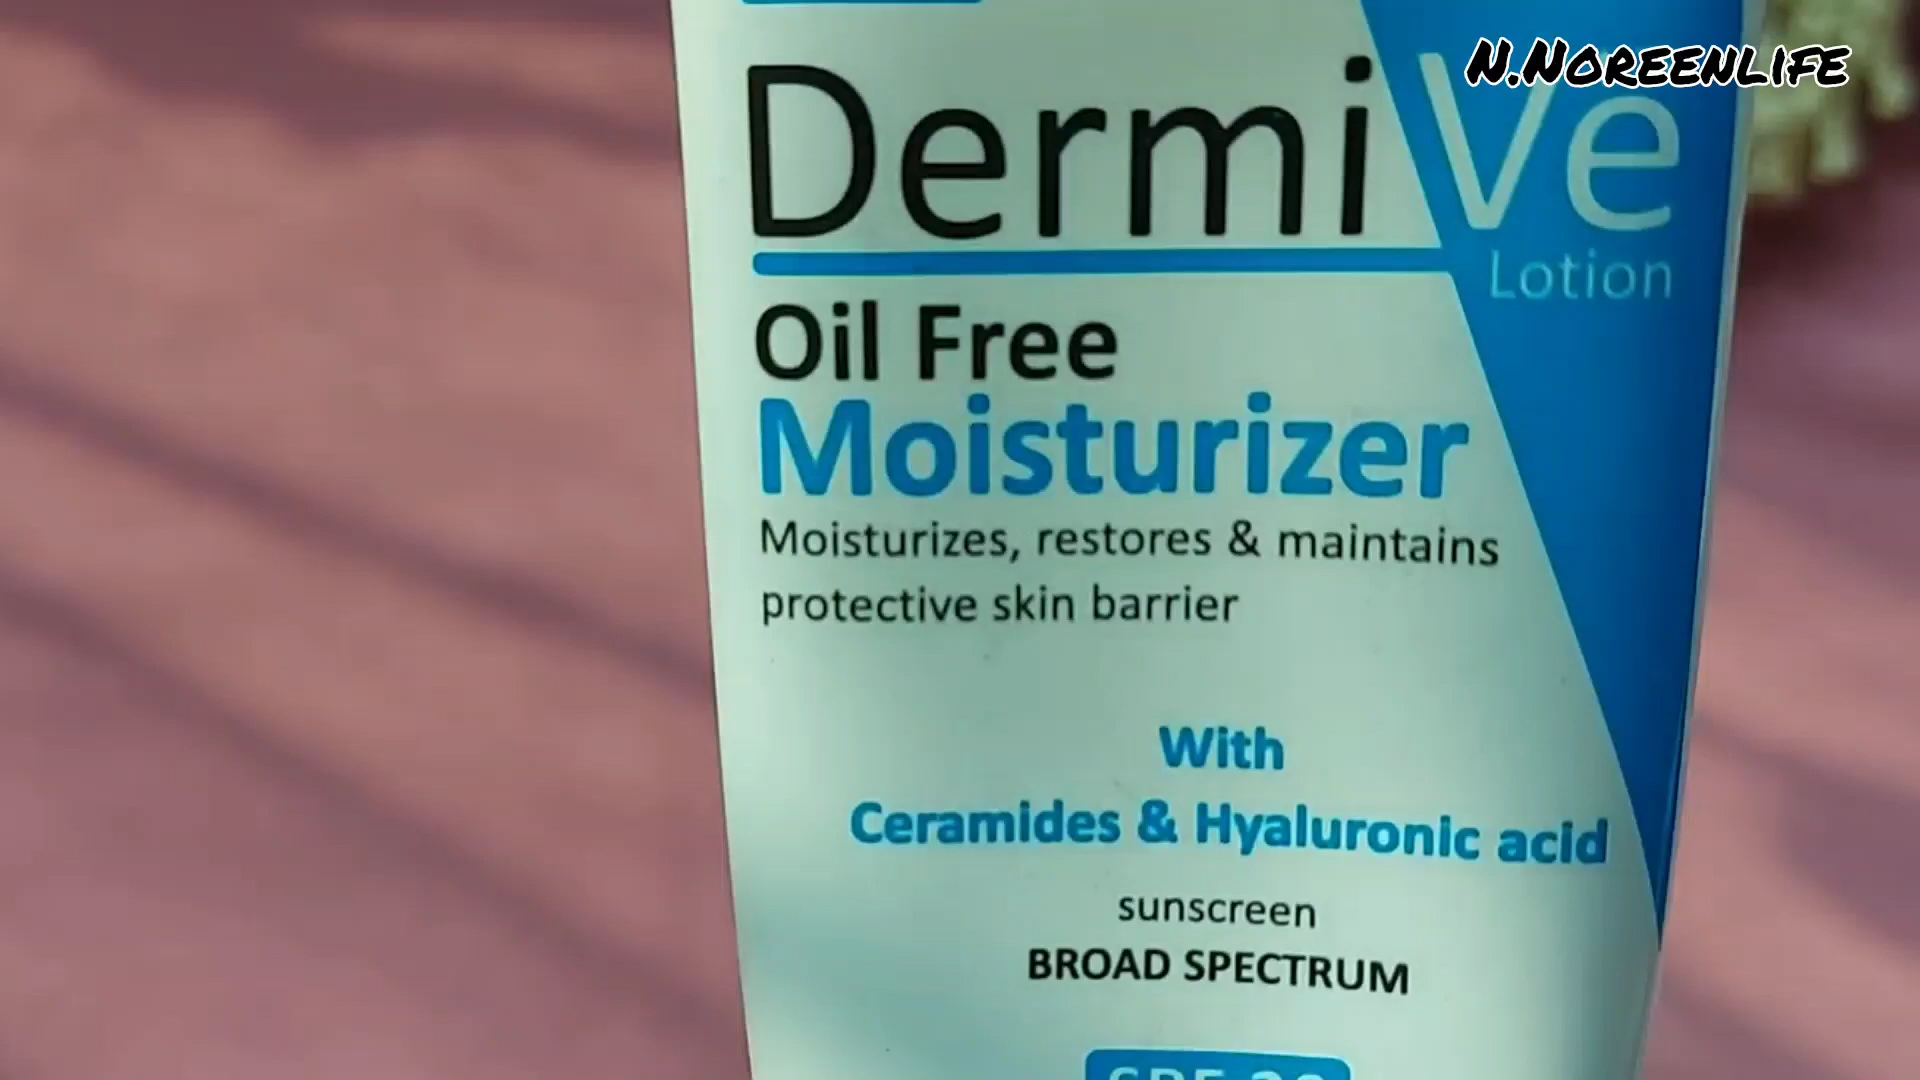 N.NOREENLIFE
DermiVe
Lotion
Oil Free
Moisturizer
Moisturizes, restores & maintains
protective skin barrier
With
Ceramides & Hyaluronic acid
sunscreen
BROAD SPECTRUM
SPF